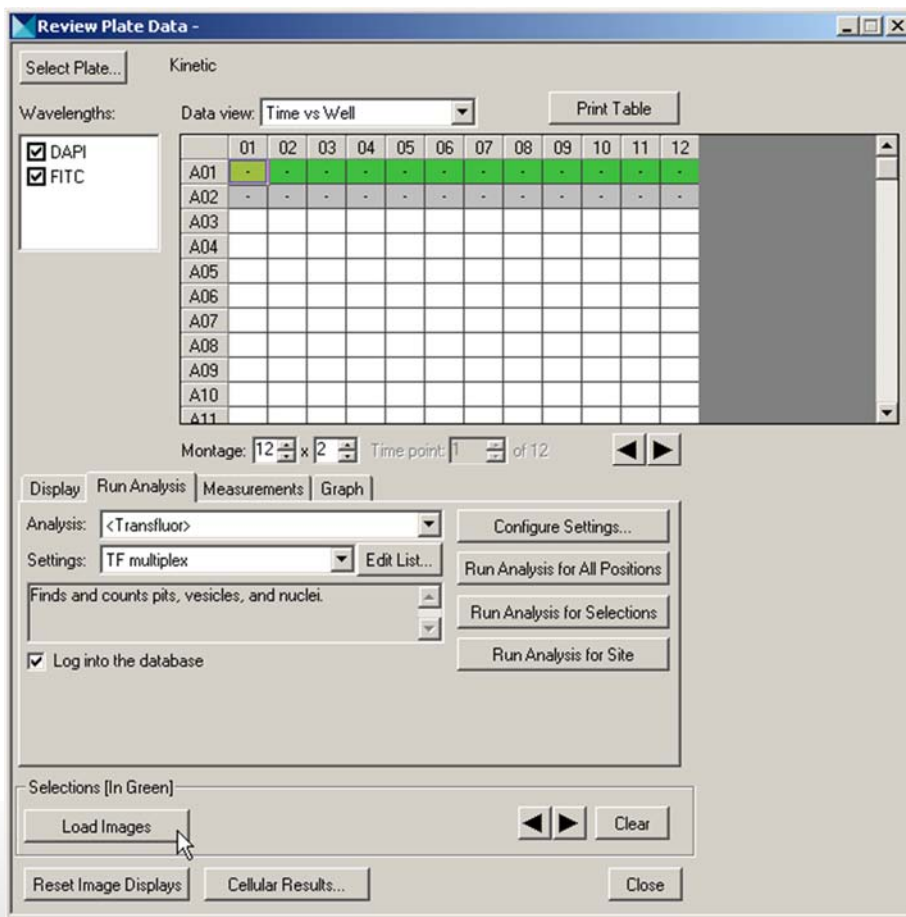 Review Plate Data -
Select Plate... Kinetic
Wavelengths: Data view: Time vs Well Print Table
DAPI
FITC
01 02 03 04 05 06 07 08 09 10 11 12
A01 - - - - - - - - - - - -
A02 - - - - - - - - - - - -
A03
A04
A05
A06
A07
A08
A09
A10
A11
Montage: 12 x 2 Time point: 1 of 12
Display Run Analysis Measurements Graph
Analysis: <Transfluor> Configure Settings...
Settings: TF multiplex Edit List... Run Analysis for All Positions
Finds and counts pits, vesicles, and nuclei.
Run Analysis for Selections
Log into the database Run Analysis for Site
Selections [In Green]
Load Images Clear
Reset Image Displays Cellular Results... Close